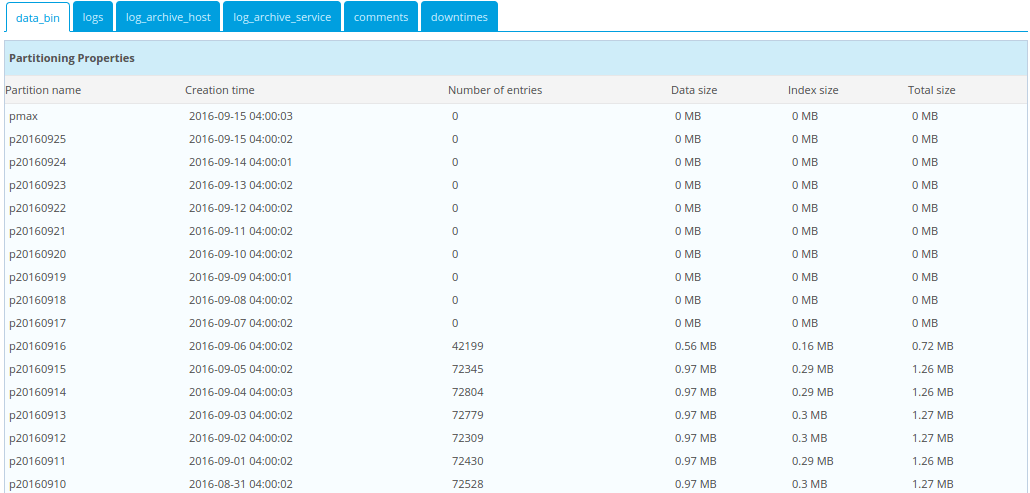 data_bin logs log_archive_host log_archive_service comments downtimes
Partitioning Properties
Partition name Creation time Number of entries Data size Index size Total size
pmax 2016-09-15 04:00:03 0 0 MB 0 MB 0 MB
p20160925 2016-09-15 04:00:02 0 0 MB 0 MB 0 MB
p20160924 2016-09-14 04:00:01 0 0 MB 0 MB 0 MB
p20160923 2016-09-13 04:00:02 0 0 MB 0 MB 0 MB
p20160922 2016-09-12 04:00:02 0 0 MB 0 MB 0 MB
p20160921 2016-09-11 04:00:02 0 0 MB 0 MB 0 MB
p20160920 2016-09-10 04:00:02 0 0 MB 0 MB 0 MB
p20160919 2016-09-09 04:00:01 0 0 MB 0 MB 0 MB
p20160918 2016-09-08 04:00:02 0 0 MB 0 MB 0 MB
p20160917 2016-09-07 04:00:02 0 0 MB 0 MB 0 MB
p20160916 2016-09-06 04:00:02 42199 0.56 MB 0.16 MB 0.72 MB
p20160915 2016-09-05 04:00:02 72345 0.97 MB 0.29 MB 1.26 MB
p20160914 2016-09-04 04:00:03 72804 0.97 MB 0.29 MB 1.26 MB
p20160913 2016-09-03 04:00:02 72779 0.97 MB 0.3 MB 1.27 MB
p20160912 2016-09-02 04:00:02 72309 0.97 MB 0.3 MB 1.27 MB
p20160911 2016-09-01 04:00:02 72430 0.97 MB 0.29 MB 1.26 MB
p20160910 2016-08-31 04:00:02 72528 0.97 MB 0.3 MB 1.27 MB